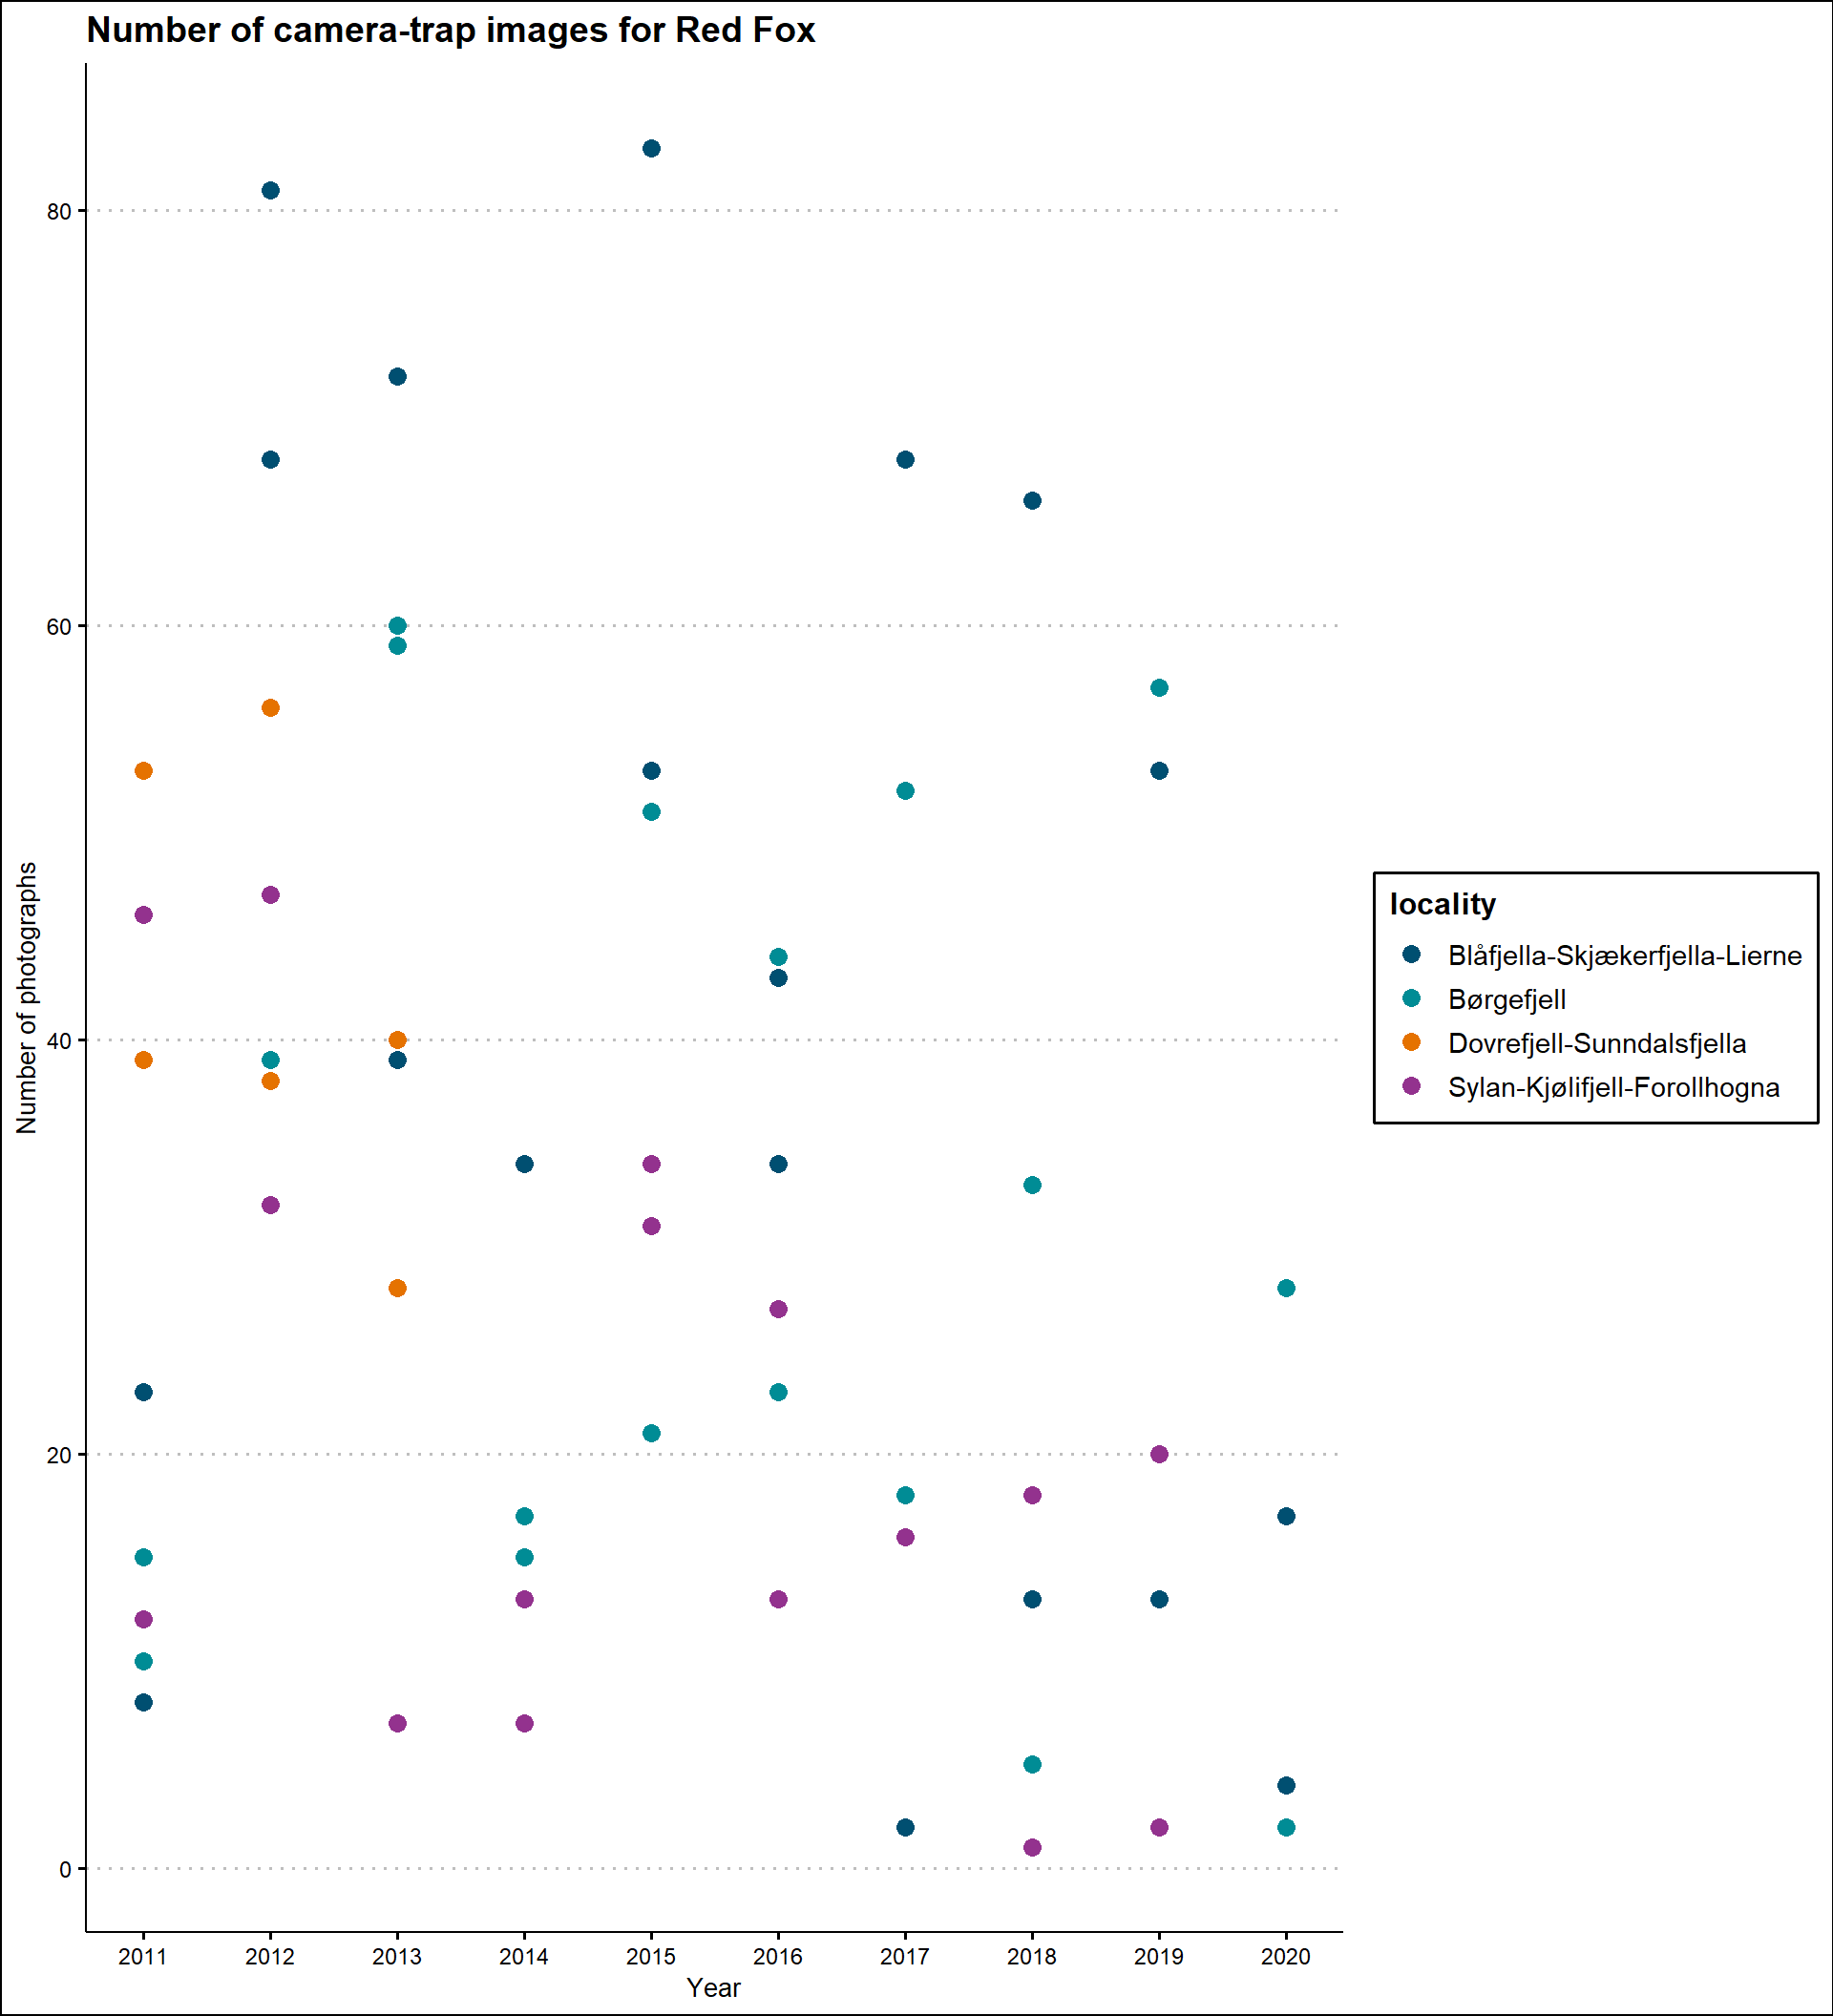 Number of camera-trap images for Red Fox
Number of photographs
80
60
40
20
0
2011 2012 2013 2014 2015 2016 2017 2018 2019 2020
Year
locality
Blåfjella-Skjækerfjella-Lierne
Børgefjell
Dovrefjell-Sunndalsfjella
Sylan-Kjølifjell-Forollhogna